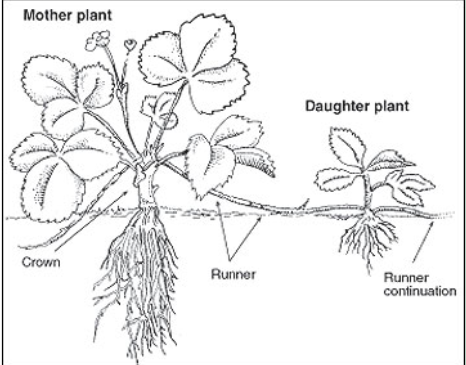 Mother plant
Daughter plant
Crown
Runner
Runner
continuation